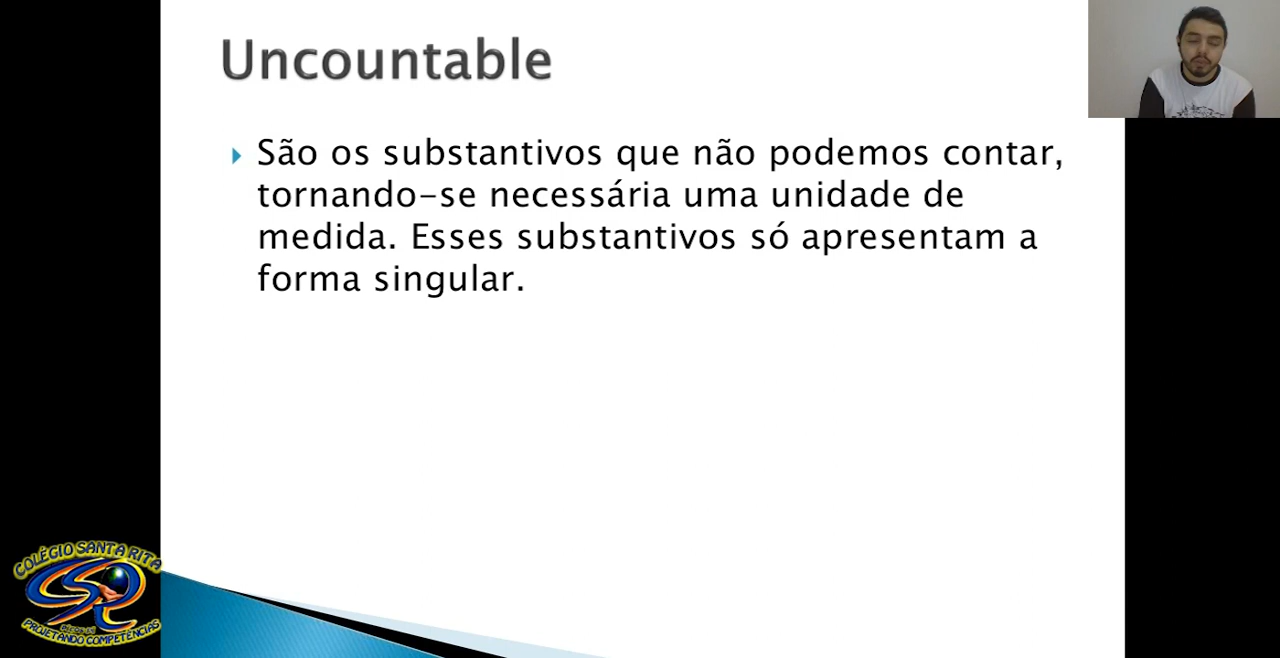 Uncountable
São os substantivos que não podemos contar,
tornando-se necessária uma unidade de
medida. Esses substantivos só apresentam a
forma singular.
COLÉGIO SANTA RITA
PROJETANDO COMPETÊNCIAS